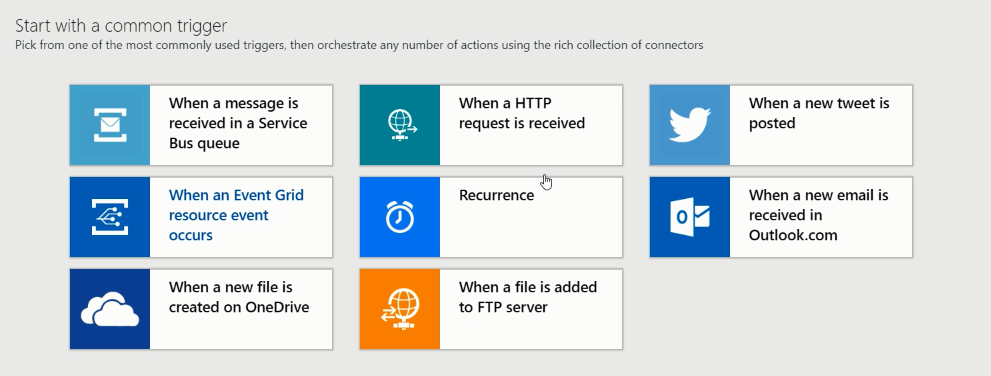 Start with a common trigger
Pick from one of the most commonly used triggers, then orchestrate any number of actions using the rich collection of connectors
When a message is
received in a Service
Bus queue
When a HTTP
request is received
When a new tweet is
posted
When an Event Grid
resource event
occurs
Recurrence
When a new email is
received in
Outlook.com
When a new file is
created on OneDrive
When a file is added
to FTP server